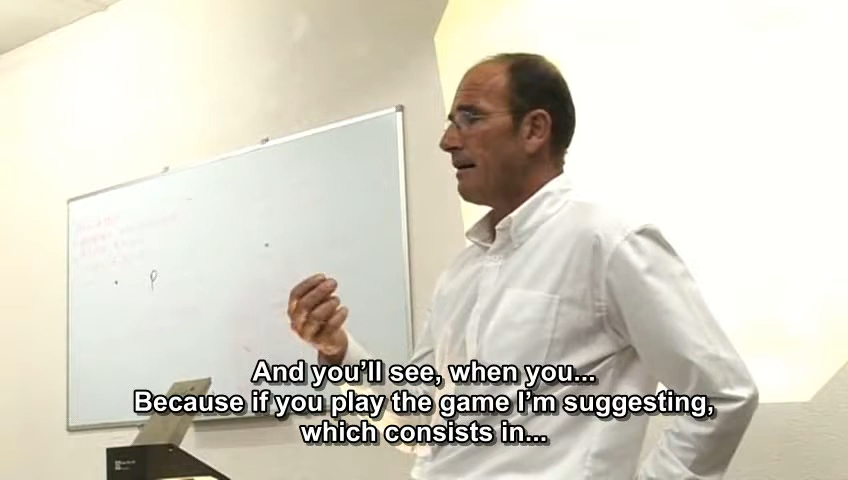 P
And you'll see, when you...
Because if you play the game I'm suggesting,
which consists in...